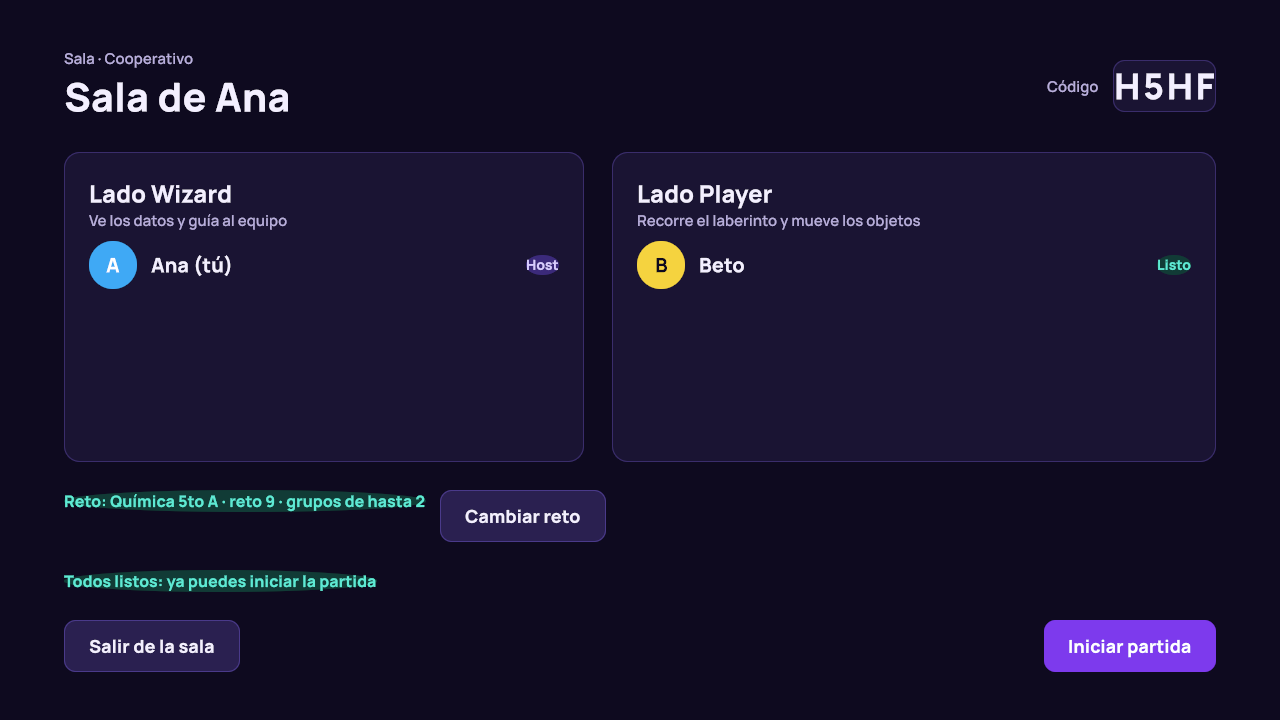 Sala · Cooperativo
Sala de Ana
Código
H5HF
Lado Wizard
Ve los datos y guía al equipo
A
Ana (tú)
Host
Lado Player
Recorre el laberinto y mueve los objetos
B
Beto
Listo
Reto: Química 5to A · reto 9 · grupos de hasta 2
Cambiar reto
Todos listos: ya puedes iniciar la partida
Salir de la sala
Iniciar partida